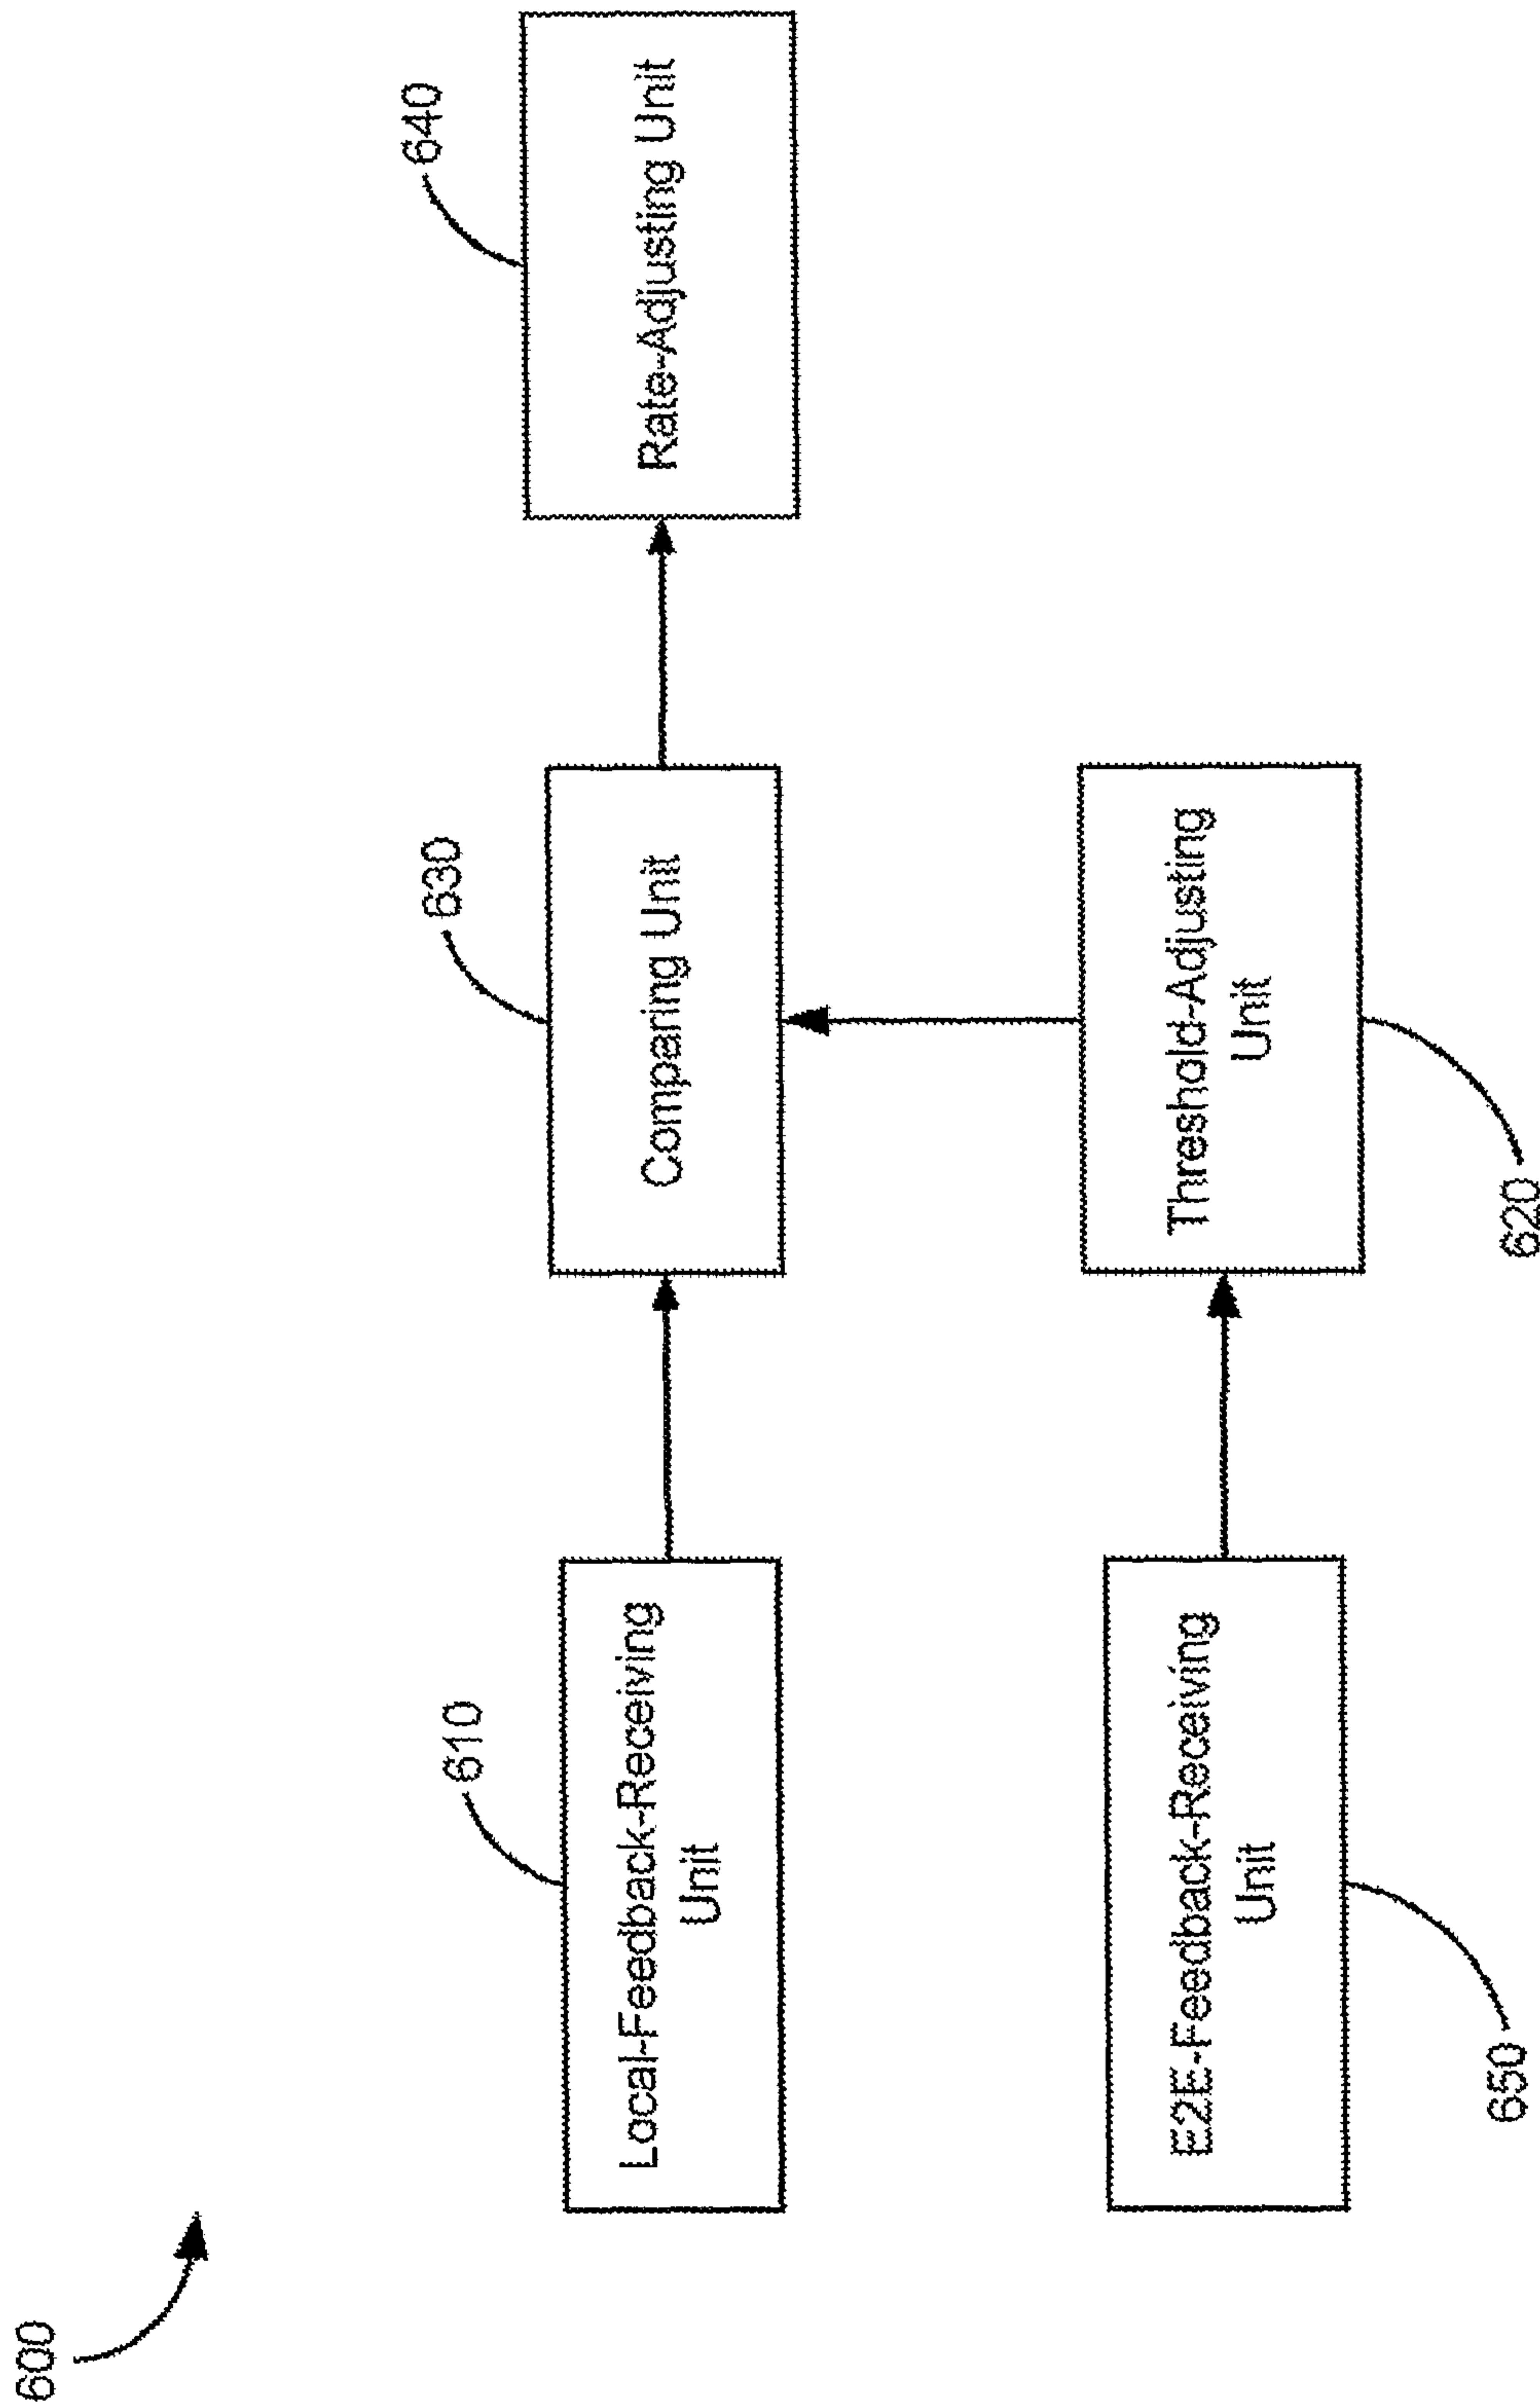 600
610
Local-Feedback-Receiving
Unit
630
Comparing Unit
640
Rate-Adjusting Unit
E2E-Feedback-Receiving
Unit
650
Threshold-Adjusting
Unit
620